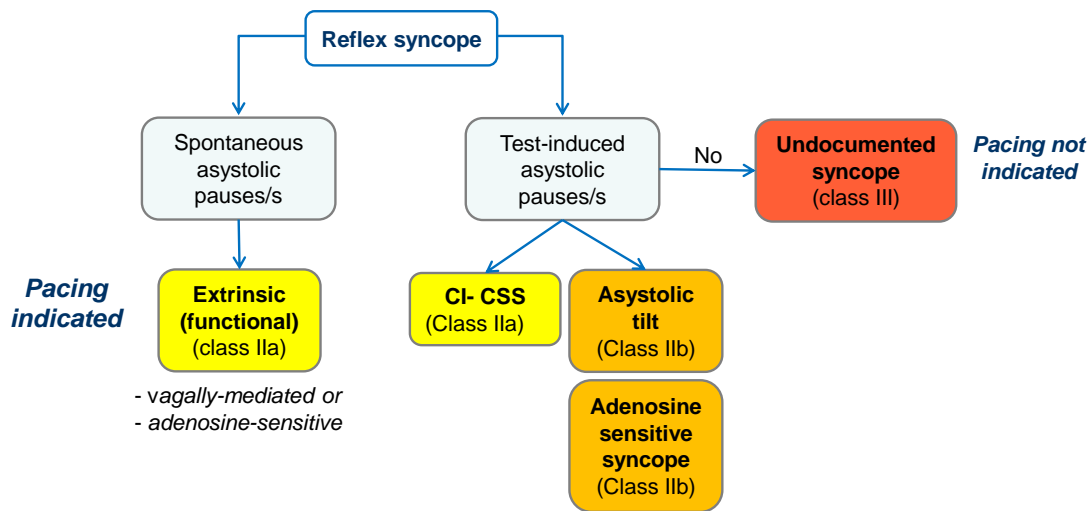 Reflex syncope
Spontaneous
asystolic
pauses/s
Test-induced
asystolic
pauses/s
No
Undocumented
syncope
(class III)
Pacing not
indicated
Pacing
indicated
Extrinsic
(functional)
(class IIa)
- vagally-mediated or
- adenosine-sensitive
CI- CSS
(Class IIa)
Asystolic
tilt
(Class IIb)
Adenosine
sensitive
syncope
(Class IIb)